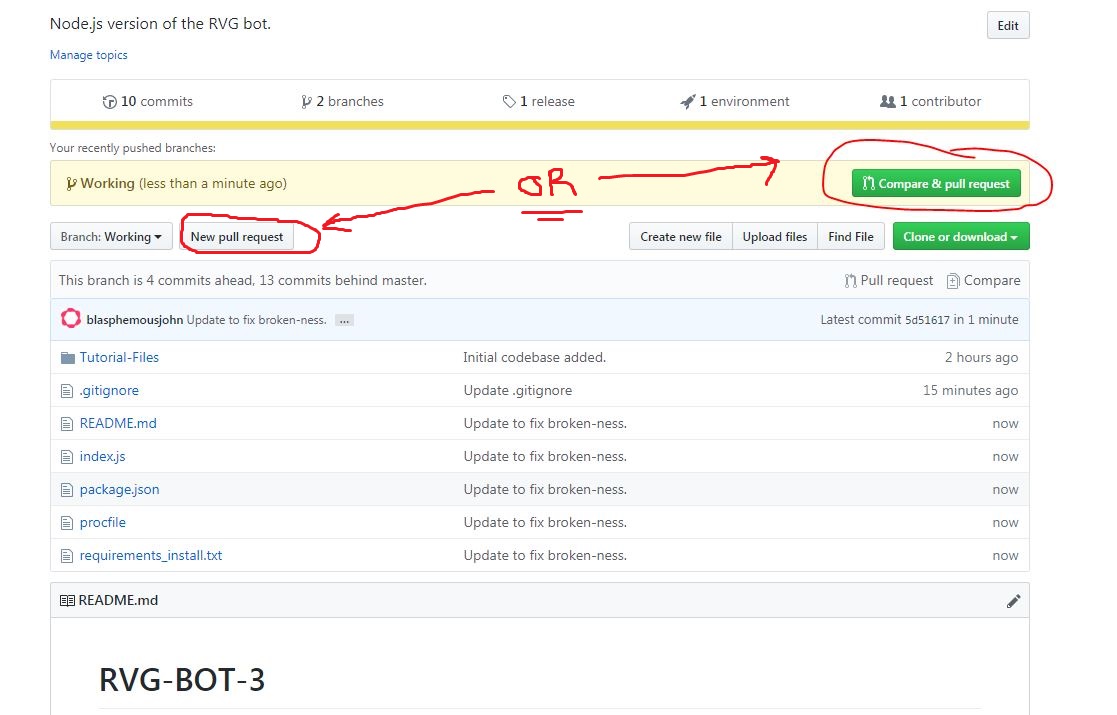 Node.js version of the RVG bot.
Edit
Manage topics
10 commits
2 branches
1 release
1 environment
1 contributor
Your recently pushed branches:
Working (less than a minute ago)
OR
Compare & pull request
Branch: Working
New pull request
Create new file
Upload files
Find File
Clone or download
This branch is 4 commits ahead, 13 commits behind master.
Pull request
Compare
blasphemousjohn Update to fix broken-ness. ...
Latest commit 5d51617 in 1 minute
Tutorial-Files
Initial codebase added.
2 hours ago
.gitignore
Update .gitignore
15 minutes ago
README.md
Update to fix broken-ness.
now
index.js
Update to fix broken-ness.
now
package.json
Update to fix broken-ness.
now
procfile
Update to fix broken-ness.
now
requirements_install.txt
Update to fix broken-ness.
now
README.md
RVG-BOT-3